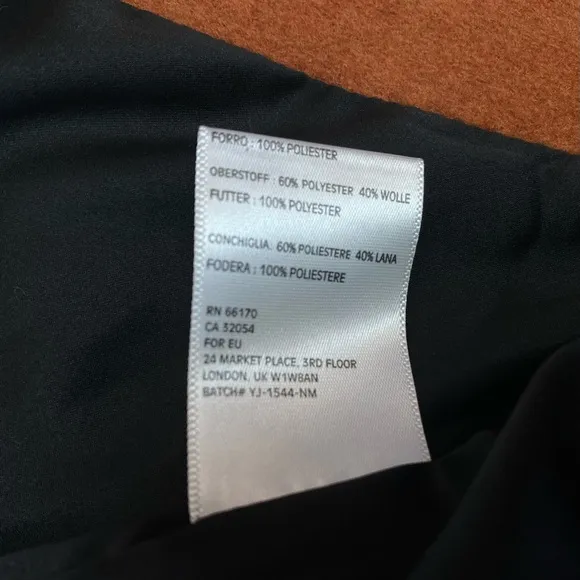 FORRO: 100% POLIESTER
OBERSTOFF : 60% POLYESTER 40% WOLLE
FUTTER : 100% POLYESTER
CONCHIGLIA: 60% POLIESTERE 40% LANA
FODERA : 100% POLIESTERE
RN 66170
CA 32054
FOR EU
24 MARKET PLACE, 3RD FLOOR
LONDON, UK W1W8AN
BATCH# YJ-1544-NM